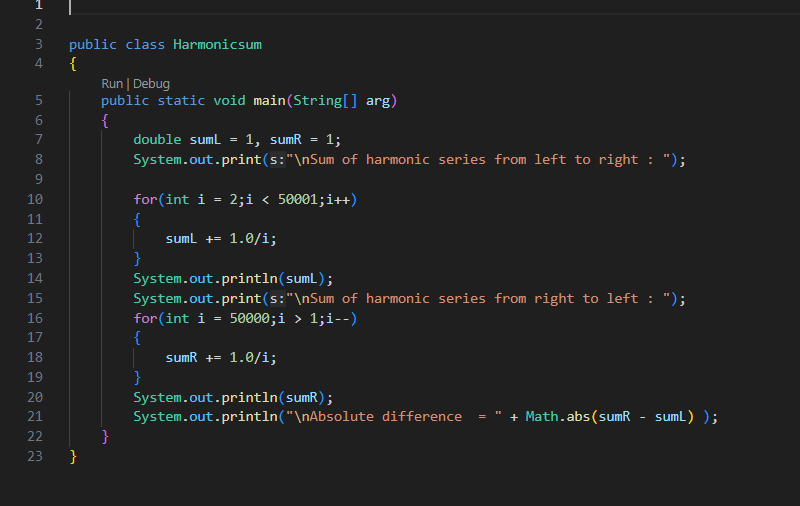 1
2
3 public class Harmonicsum
4 {
Run | Debug
5 public static void main(String[] arg)
6 {
7 double sumL = 1, sumR = 1;
8 System.out.print(s:"\nSum of harmonic series from left to right : ");
9
10 for(int i = 2;i < 50001;i++)
11 {
12 sumL += 1.0/i;
13 }
14 System.out.println(sumL);
15 System.out.print(s:"\nSum of harmonic series from right to left : ");
16 for(int i = 50000;i > 1;i--)
17 {
18 sumR += 1.0/i;
19 }
20 System.out.println(sumR);
21 System.out.println("\nAbsolute difference  = " + Math.abs(sumR - sumL) );
22 }
23 }